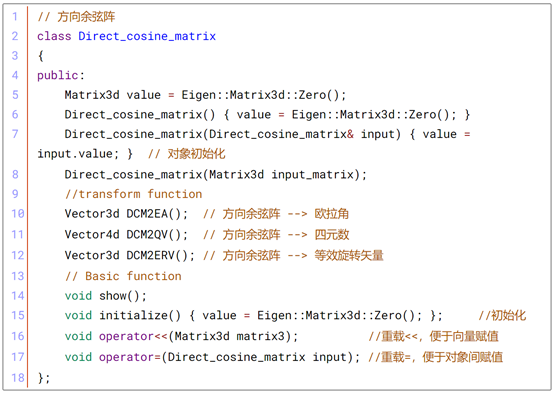 1 // 方向余弦阵
2 class Direct_cosine_matrix
3 {
4 public:
5     Matrix3d value = Eigen::Matrix3d::Zero();
6     Direct_cosine_matrix() { value = Eigen::Matrix3d::Zero(); }
7     Direct_cosine_matrix(Direct_cosine_matrix& input) { value =
input.value; }  // 对象初始化
8     Direct_cosine_matrix(Matrix3d input_matrix);
9     //transform function
10     Vector3d DCM2EA();  // 方向余弦阵 --> 欧拉角
11     Vector4d DCM2QV();  // 方向余弦阵 --> 四元数
12     Vector3d DCM2ERV(); // 方向余弦阵 --> 等效旋转矢量
13     // Basic function
14     void show();
15     void initialize() { value = Eigen::Matrix3d::Zero(); };     //初始化
16     void operator<<(Matrix3d matrix3);          //重载<<，便于向量赋值
17     void operator=(Direct_cosine_matrix input); //重载=，便于对象间赋值
18 };